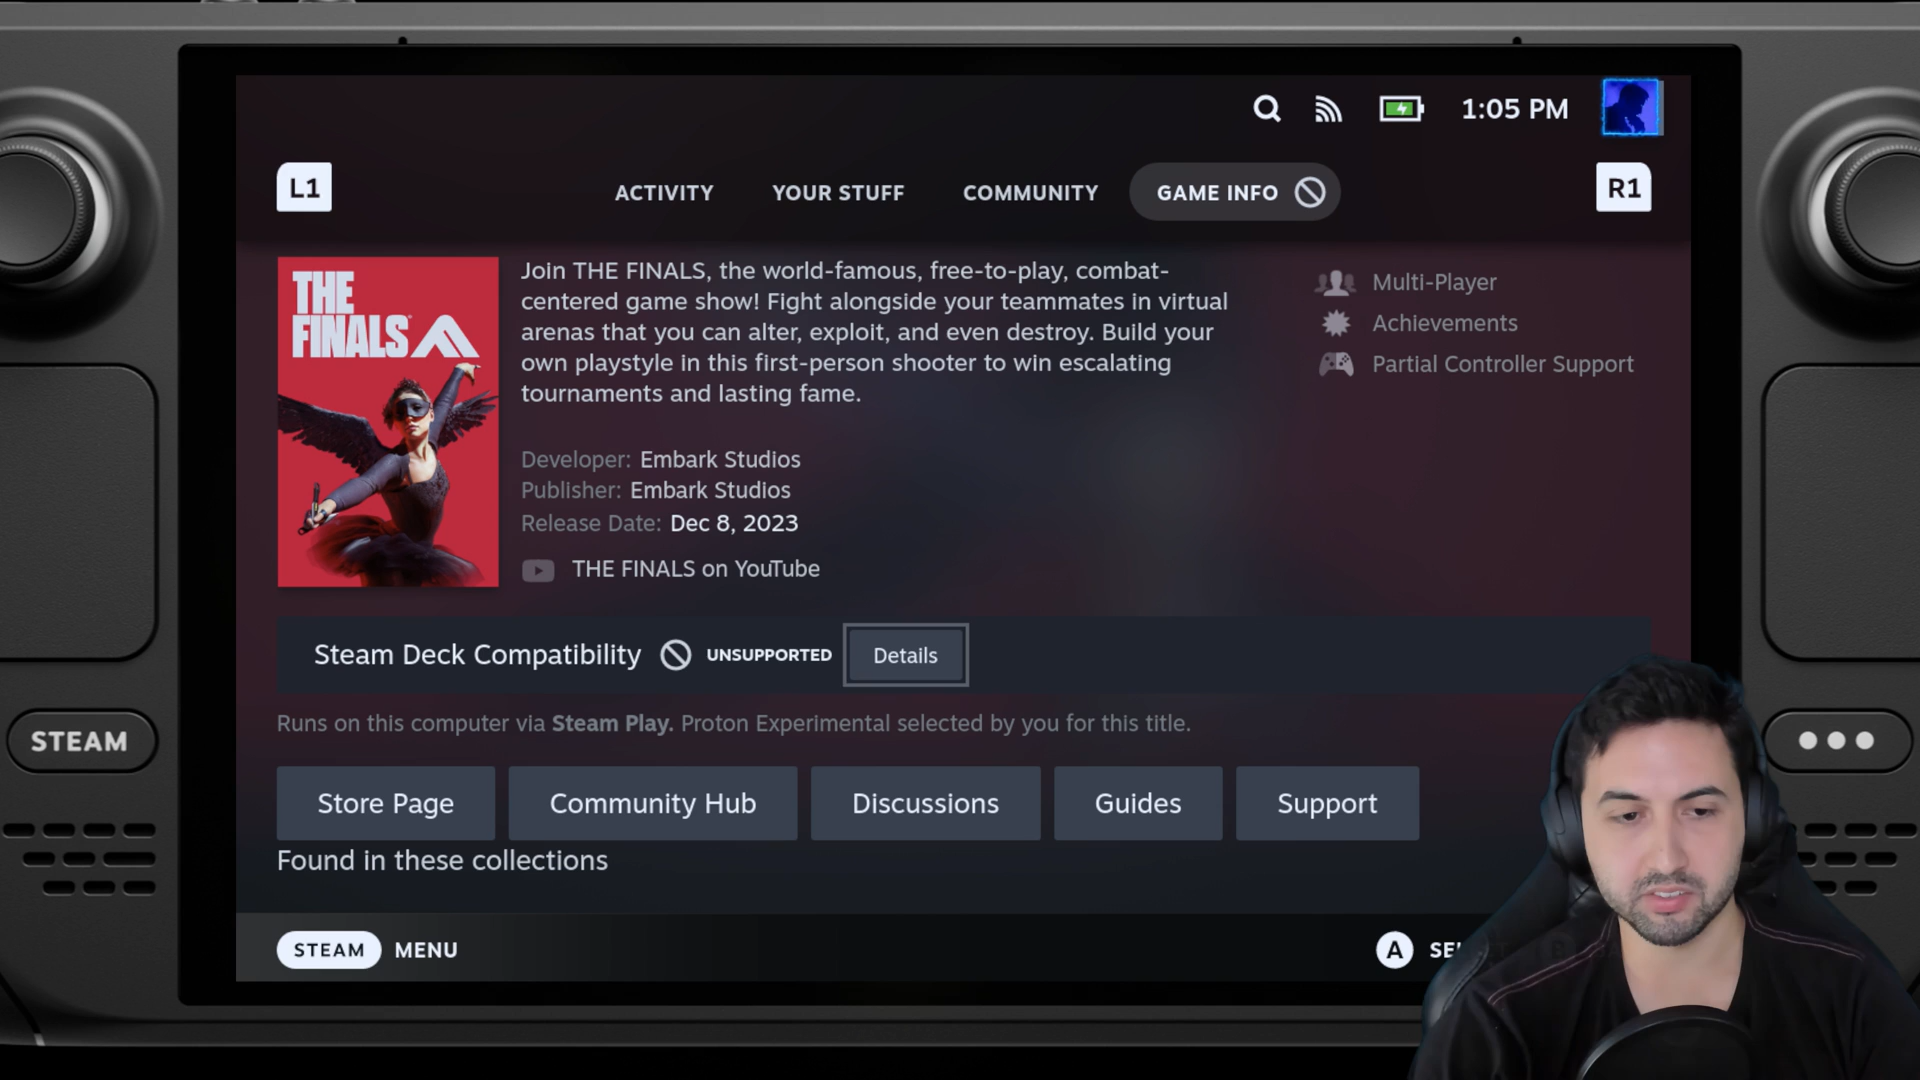 1:05 PM
L1
ACTIVITY
YOUR STUFF
COMMUNITY
GAME INFO
R1
THE
FINALS
Join THE FINALS, the world-famous, free-to-play, combat-
centered game show! Fight alongside your teammates in virtual
arenas that you can alter, exploit, and even destroy. Build your
own playstyle in this first-person shooter to win escalating
tournaments and lasting fame.
Multi-Player
Achievements
Partial Controller Support
Developer: Embark Studios
Publisher: Embark Studios
Release Date: Dec 8, 2023
THE FINALS on YouTube
Steam Deck Compatibility UNSUPPORTED Details
Runs on this computer via Steam Play. Proton Experimental selected by you for this title.
STEAM
Store Page
Community Hub
Discussions
Guides
Support
Found in these collections
STEAM MENU
A